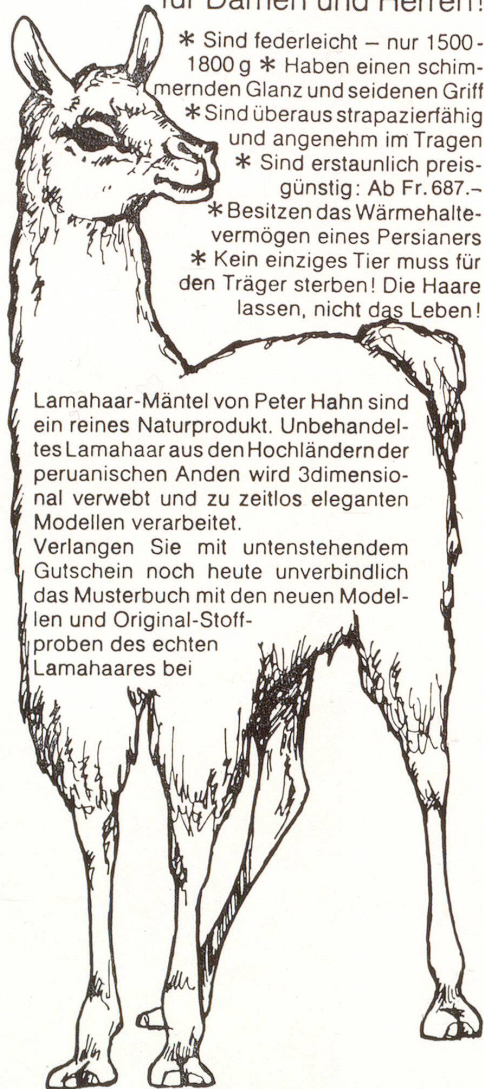 für Damen und Herren!
* Sind federleicht – nur 1500-
1800 g * Haben einen schim-
mernden Glanz und seidenen Griff
* Sind überaus strapazierfähig
und angenehm im Tragen
* Sind erstaunlich preis-
günstig: Ab Fr. 687.–
* Besitzen das Wärmehalte-
vermögen eines Persianers
* Kein einziges Tier muss für
den Träger sterben! Die Haare
lassen, nicht das Leben!
Lamahaar-Mäntel von Peter Hahn sind
ein reines Naturprodukt. Unbehandel-
tes Lamahaar aus den Hochländern der
peruanischen Anden wird 3dimensio-
nal verwebt und zu zeitlos eleganten
Modellen verarbeitet.
Verlangen Sie mit untenstehendem
Gutschein noch heute unverbindlich
das Musterbuch mit den neuen Model-
len und Original-Stoff-
proben des echten
Lamahaares bei